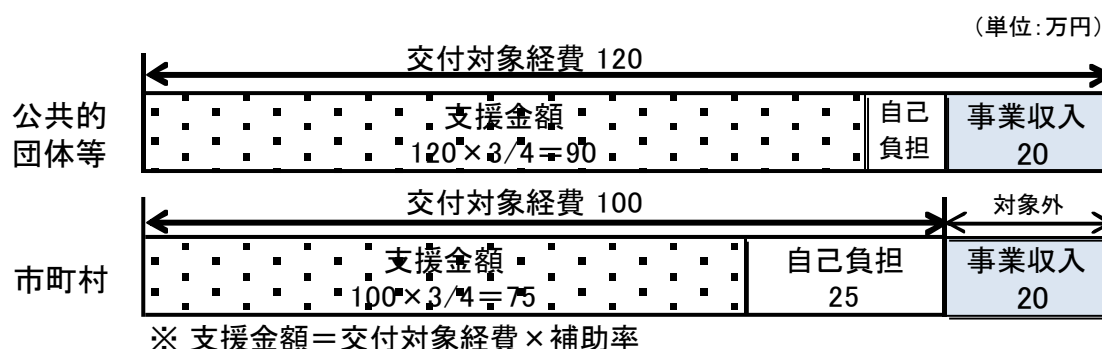 (単位:万円)
交付対象経費 120
公共的
団体等
支援金額
120×3/4=90
自己
負担
事業収入
20
交付対象経費 100
対象外
市町村
支援金額
100×3/4=75
自己負担
25
事業収入
20
※ 支援金額=交付対象経費×補助率